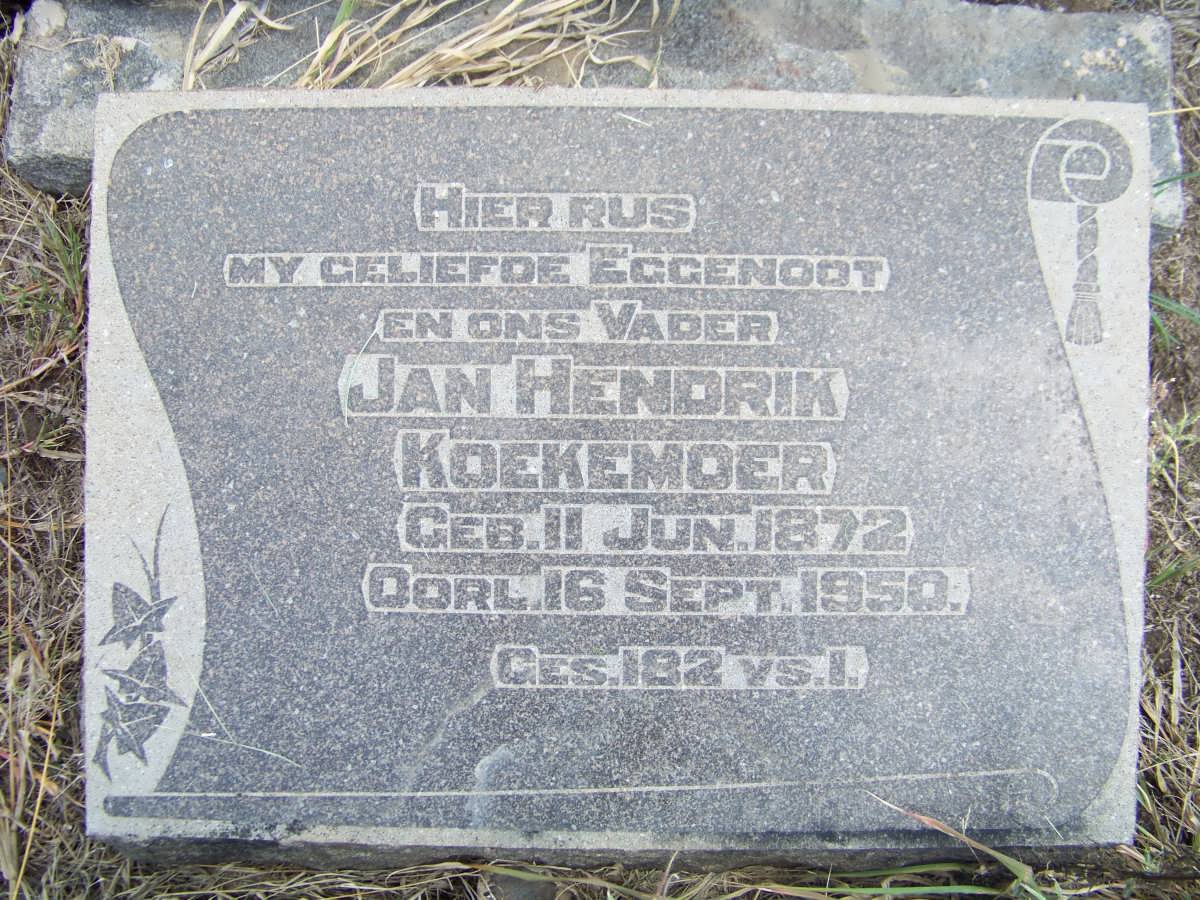 HIER RUS
MY GELIEFDE EGGENOOT
EN ONS VADER
JAN HENDRIK
KOEKEMOER
GEB. 11 JUN. 1872
OORL. 16 SEPT. 1950.
GES. 182 VS. 1.